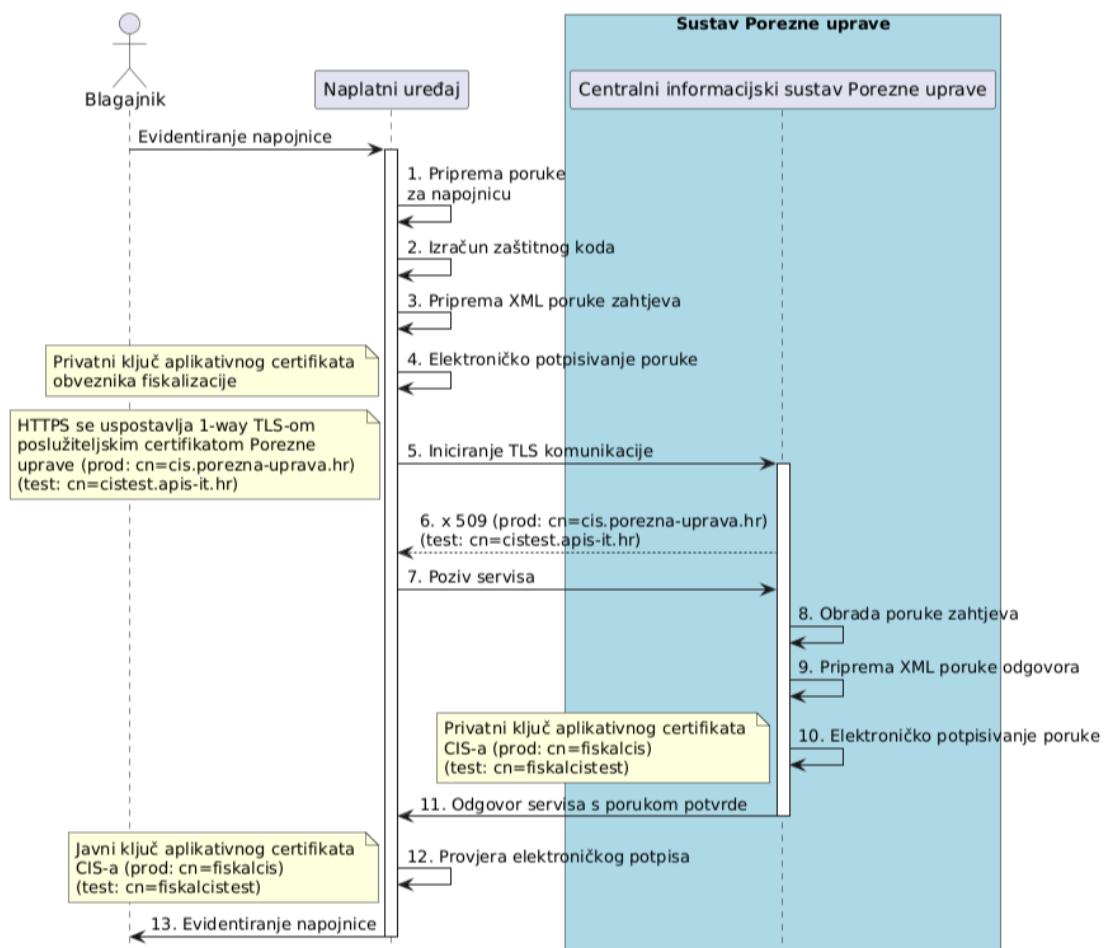 Sustav Porezne uprave
Blagajnik
Naplatni uređaj
Centralni informacijski sustav Porezne uprave
Evidentiranje napojnice
1. Priprema poruke
za napojnicu
2. Izračun zaštitnog koda
3. Priprema XML poruke zahtjeva
Privatni ključ aplikativnog certifikata
obveznika fiskalizacije
4. Elektroničko potpisivanje poruke
HTTPS se uspostavlja 1-way TLS-om
poslužiteljskim certifikatom Porezne
uprave (prod: cn=cis.porezna-uprava.hr)
(test: cn=cistest.apis-it.hr)
5. Iniciranje TLS komunikacije
6. x 509 (prod: cn=cis.porezna-uprava.hr)
(test: cn=cistest.apis-it.hr)
7. Poziv servisa
8. Obrada poruke zahtjeva
9. Priprema XML poruke odgovora
Privatni ključ aplikativnog certifikata
CIS-a (prod: cn=fiskalcis)
(test: cn=fiskalcistest)
10. Elektroničko potpisivanje poruke
11. Odgovor servisa s porukom potvrde
Javni ključ aplikativnog certifikata
CIS-a (prod: cn=fiskalcis)
(test: cn=fiskalcistest)
12. Provjera elektroničkog potpisa
13. Evidentiranje napojnice